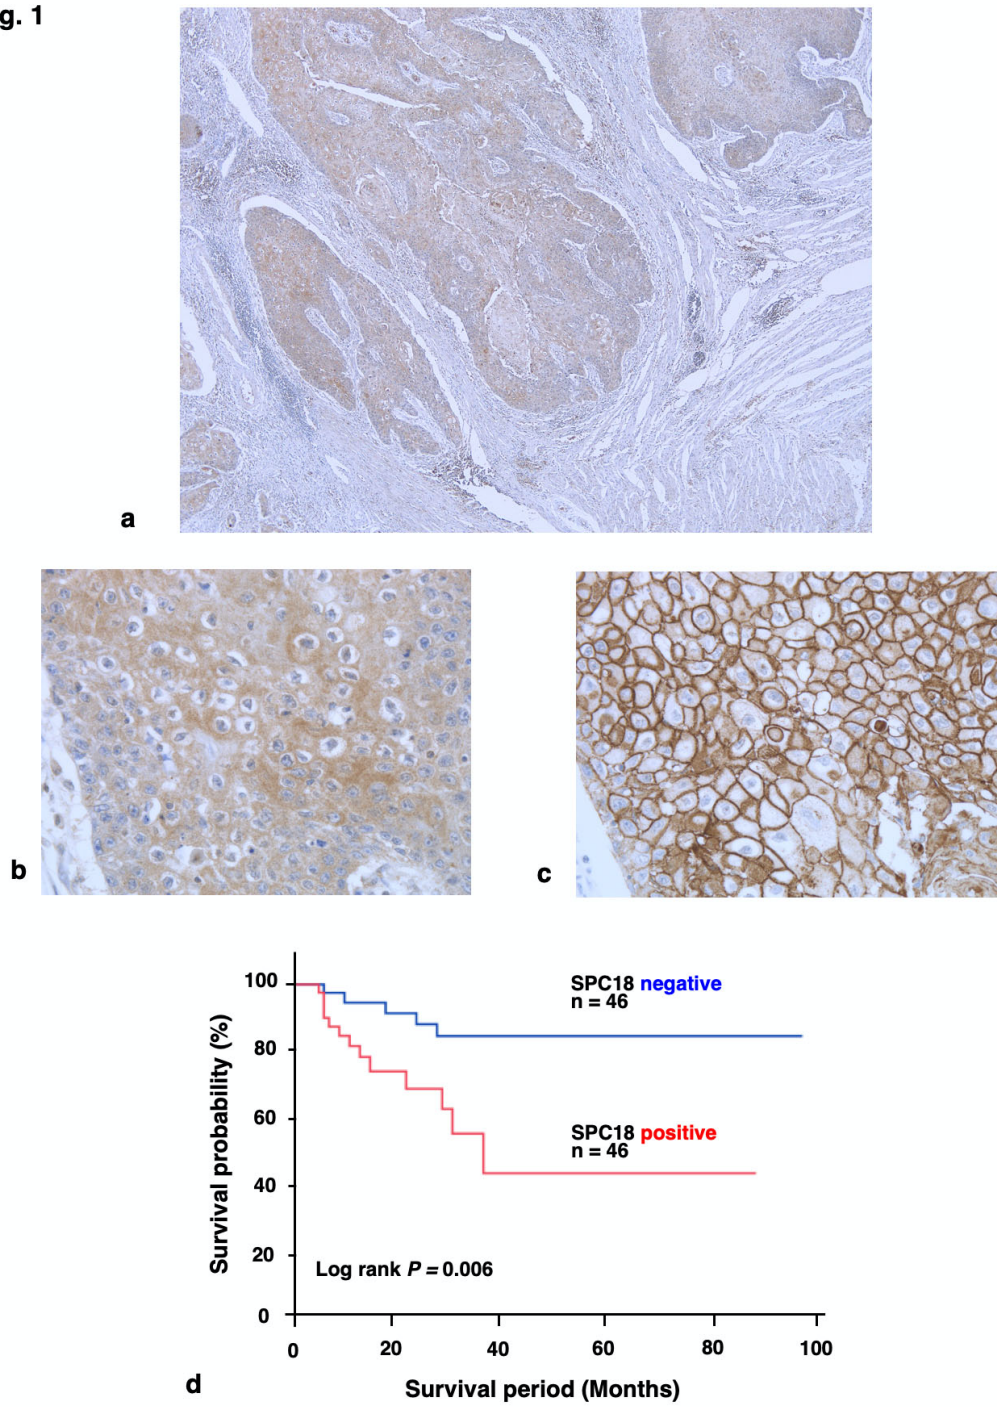 g. 1
a
b
c
100
80
60
40
20
0
Survival probability (%)
SPC18 negative
n = 46
SPC18 positive
n = 46
Log rank P = 0.006
0 20 40 60 80 100
d
Survival period (Months)